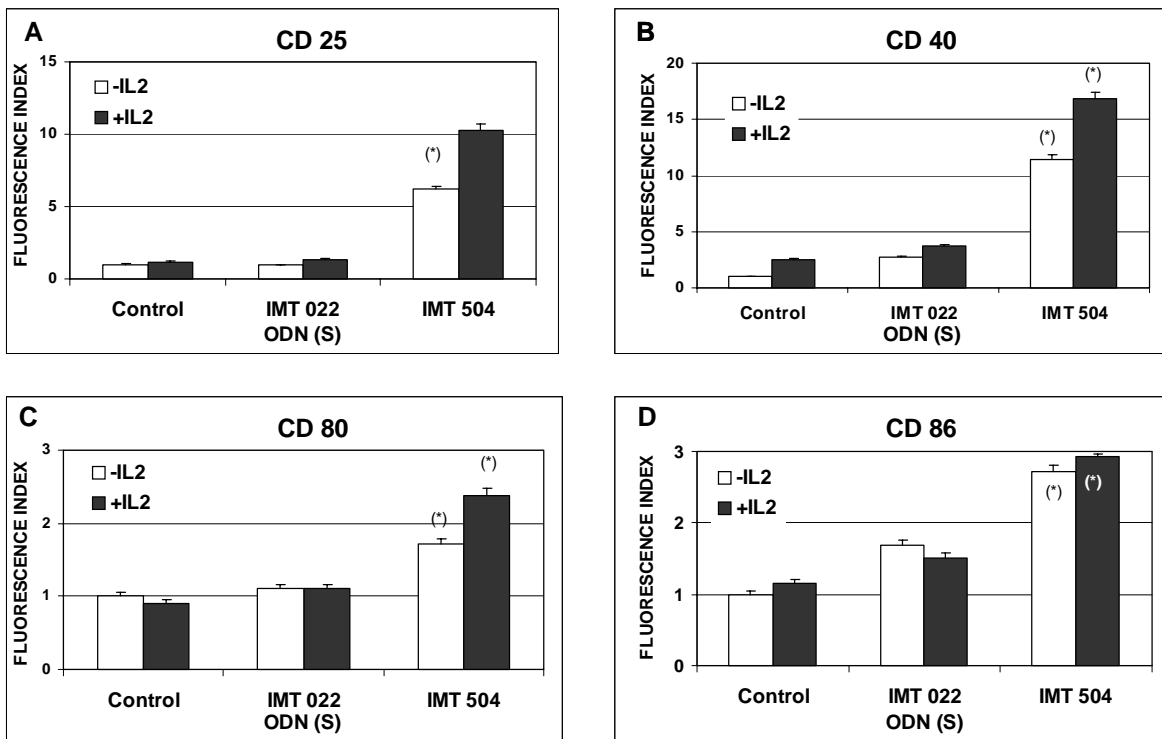 A
CD 25
FLUORESCENCE INDEX
15
10
5
0
-IL2
+IL2
(*)
Control
IMT 022
IMT 504
ODN (S)
B
CD 40
FLUORESCENCE INDEX
20
15
10
5
0
-IL2
+IL2
(*)
(*)
Control
IMT 022
IMT 504
ODN (S)
C
CD 80
FLUORESCENCE INDEX
3
2
1
0
-IL2
+IL2
(*)
(*)
Control
IMT 022
IMT 504
ODN (S)
D
CD 86
FLUORESCENCE INDEX
3
2
1
0
-IL2
+IL2
(*)
(*)
Control
IMT 022
IMT 504
ODN (S)